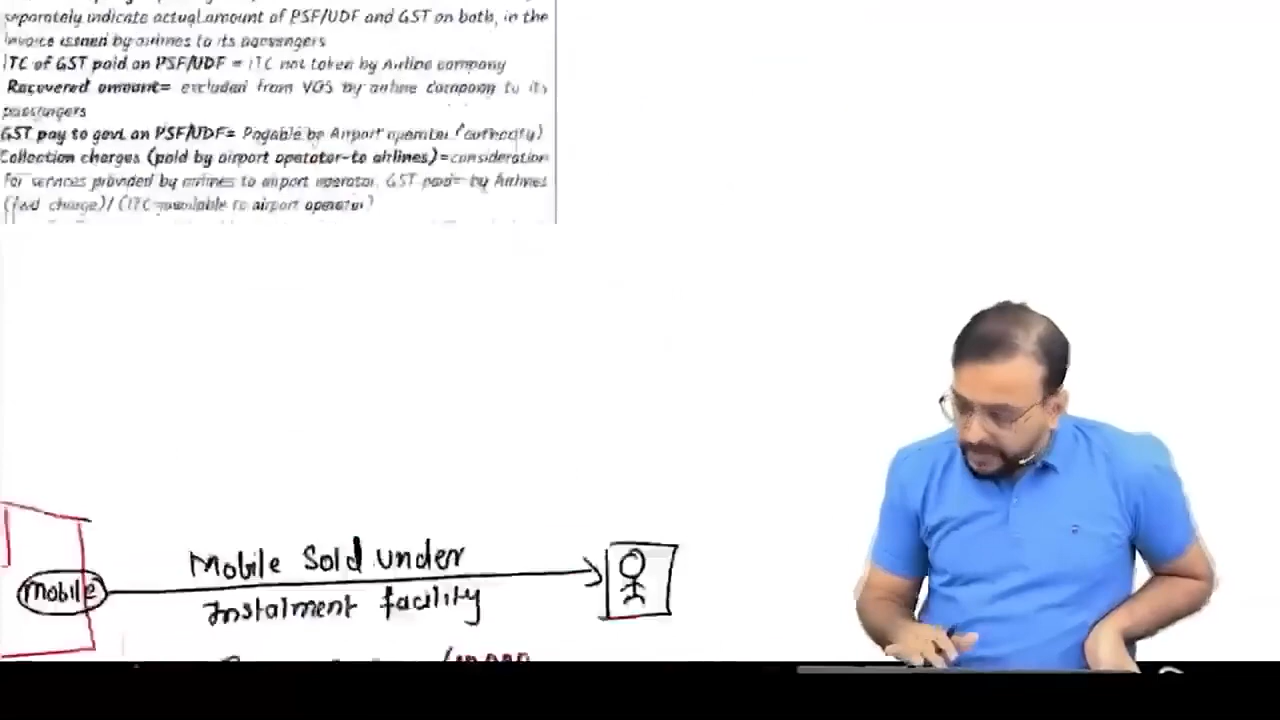 separately indicate actual amount of PSF/UDF and GST on both, in the
invoice issued by airlines to its passengers
ITC of GST paid on PSF/UDF = ITC not taken by Airline company
Recovered amount= excluded from VOS by airline company to its
passengers
GST pay to govt on PSF/UDF= Payable by Airport operator (authority)
Collection charges (paid by airport operator-to airlines)=consideration
for services provided by airlines to airport operator. GST paid= by Airlines
(fwd charge)/ (ITC available to airport operator)
Mobile Sold under
Mobile
Instalment facility